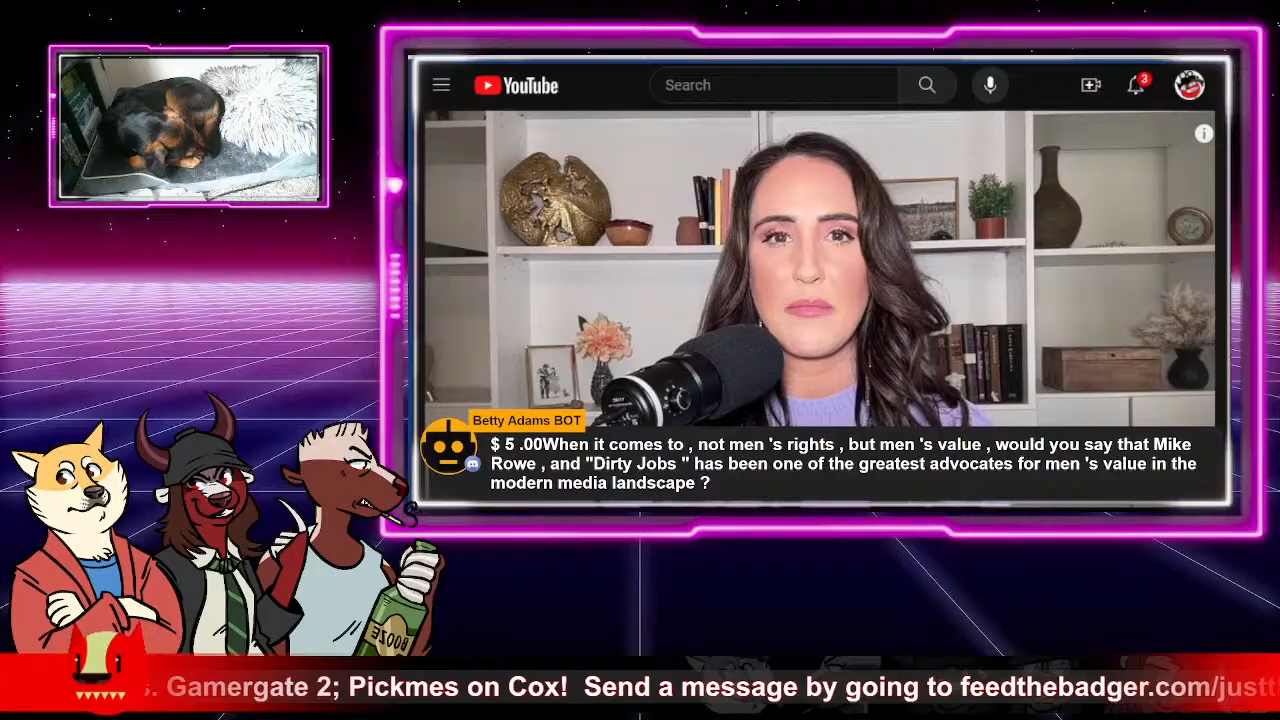 YouTube
Search
3
Betty Adams BOT
$ 5 .00When it comes to , not men 's rights , but men 's value , would you say that Mike
Rowe , and "Dirty Jobs " has been one of the greatest advocates for men 's value in the
modern media landscape ?
BOOZE
s. Gamergate 2; Pickmes on Cox! Send a message by going to feedthebadger.com/justt